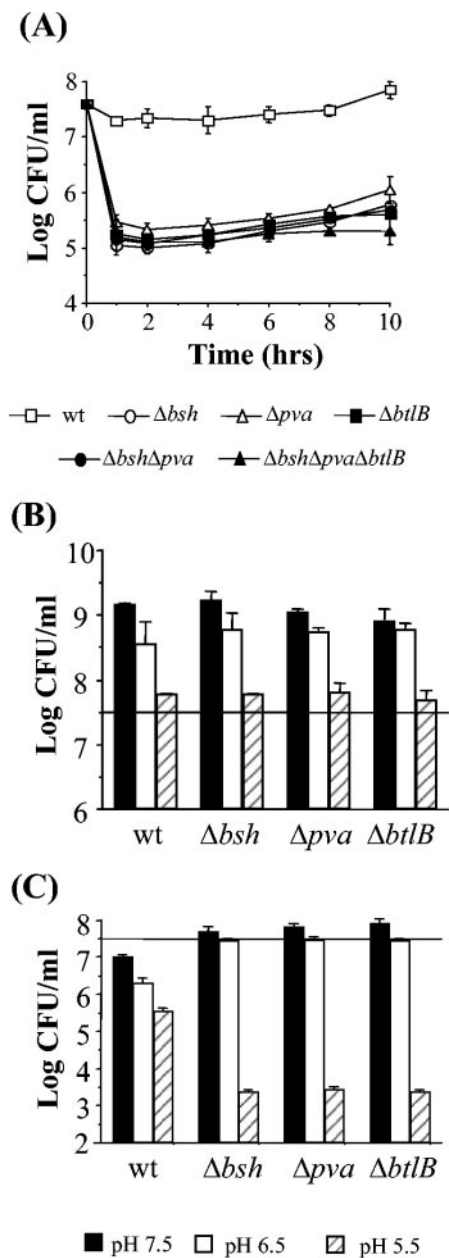 (A)
Log CFU/ml
8
7
6
5
4
0 2 4 6 8 10
Time (hrs)
wt Δbsh Δpva ΔbtlB
ΔbshΔpva ΔbshΔpvaΔbtlB
(B)
Log CFU/ml
10
9
8
7
6
wt Δbsh Δpva ΔbtlB
(C)
Log CFU/ml
8
7
6
5
4
3
2
wt Δbsh Δpva ΔbtlB
pH 7.5 pH 6.5 pH 5.5